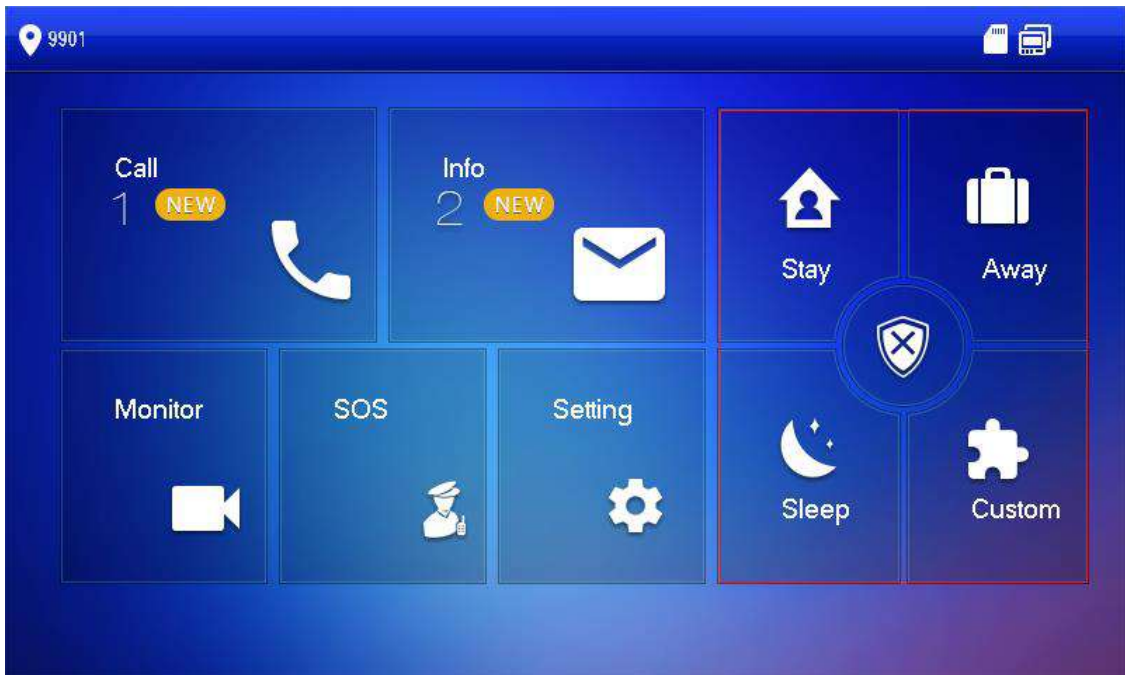 9901
Call
1 NEW
Info
2 NEW
Stay
Away
Monitor
SOS
Setting
Sleep
Custom